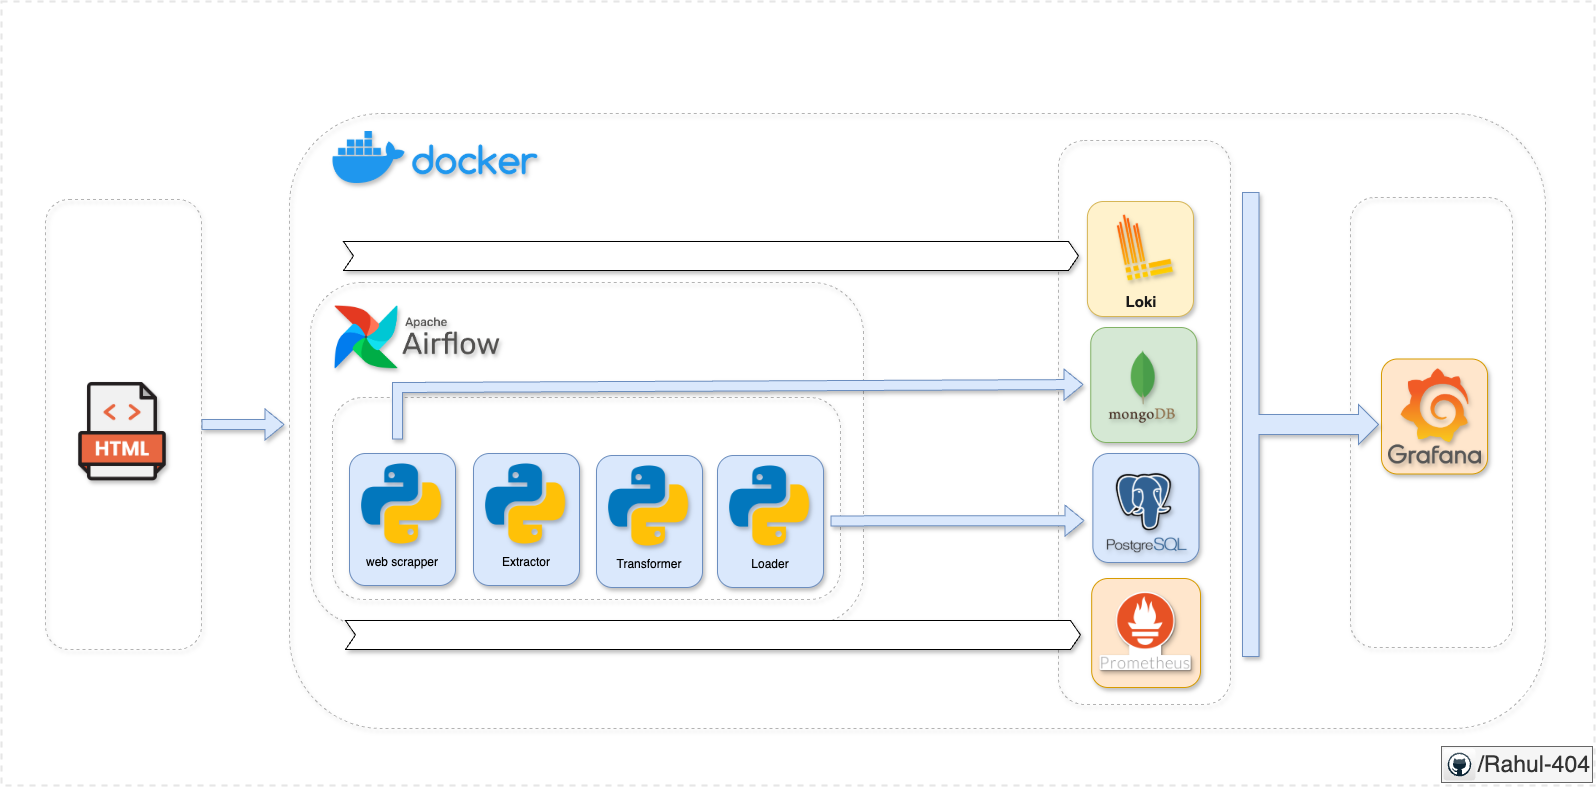 docker
Loki
Apache
Airflow
HTML
mongoDB
Grafana
PostgreSQL
web scrapper
Extractor
Transformer
Loader
Prometheus
/Rahul-404